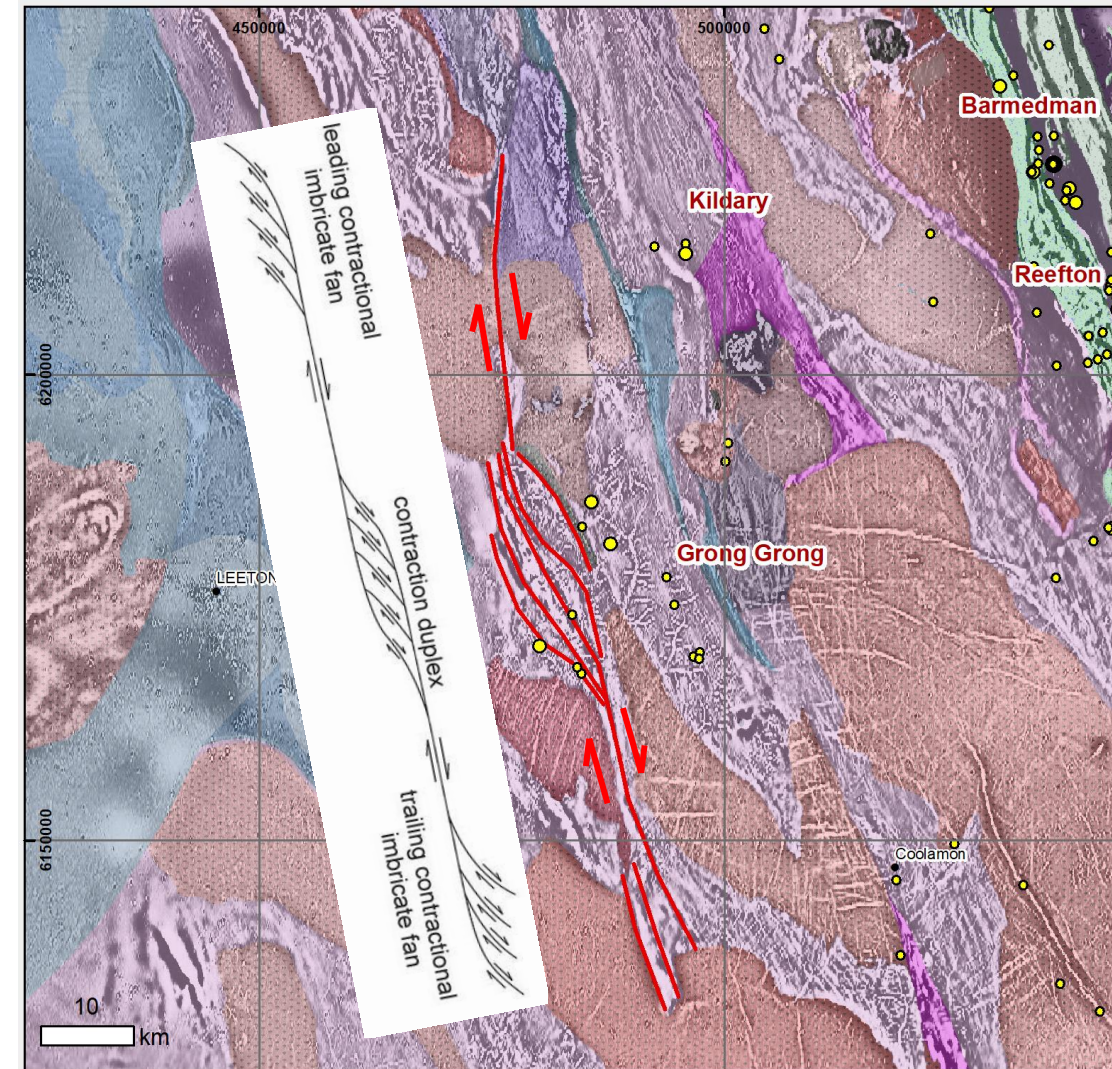 450000
500000
Barmedman
Kildary
Reefton
leading contractional
imbricate fan
6200000
contraction duplex
Grong Grong
LEETON
trailing contractional
imbricate fan
6150000
Coolamon
10
km